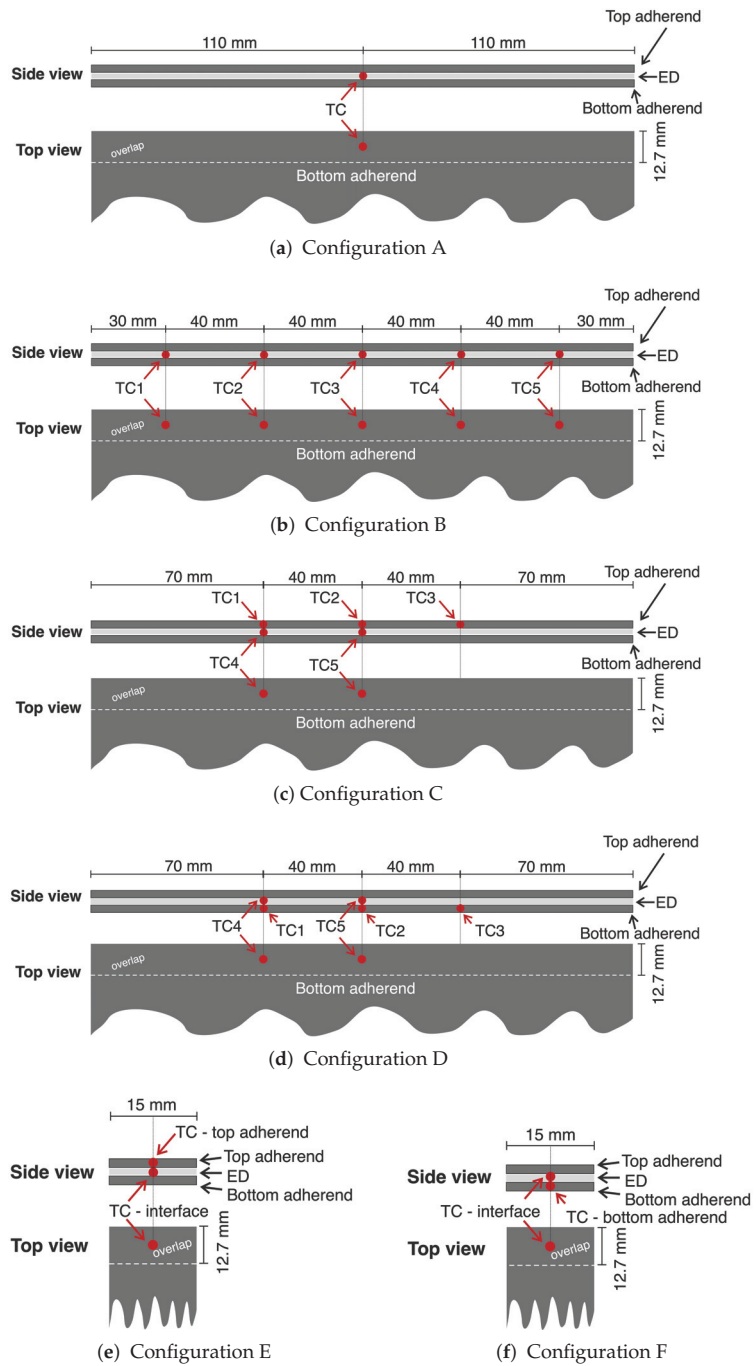 Top adherend
110 mm 110 mm
Side view
ED
TC
Bottom adherend
Top view
overlap
Bottom adherend
12.7 mm
(a) Configuration A
Top adherend
30 mm 40 mm 40 mm 40 mm 40 mm 30 mm
Side view
ED
TC1 TC2 TC3 TC4 TC5
Bottom adherend
Top view
overlap
Bottom adherend
12.7 mm
(b) Configuration B
Top adherend
70 mm 40 mm 40 mm 70 mm
TC1 TC2 TC3
Side view
ED
TC4 TC5
Bottom adherend
Top view
overlap
Bottom adherend
12.7 mm
(c) Configuration C
Top adherend
70 mm 40 mm 40 mm 70 mm
Side view
ED
TC4 TC1 TC5 TC2 TC3
Bottom adherend
Top view
overlap
Bottom adherend
12.7 mm
(d) Configuration D
15 mm
TC - top adherend
Side view
Top adherend
ED
Bottom adherend
TC - interface
Top view
overlap
12.7 mm
(e) Configuration E
15 mm
Side view
Top adherend
ED
Bottom adherend
TC - interface
TC - bottom adherend
Top view
overlap
12.7 mm
(f) Configuration F